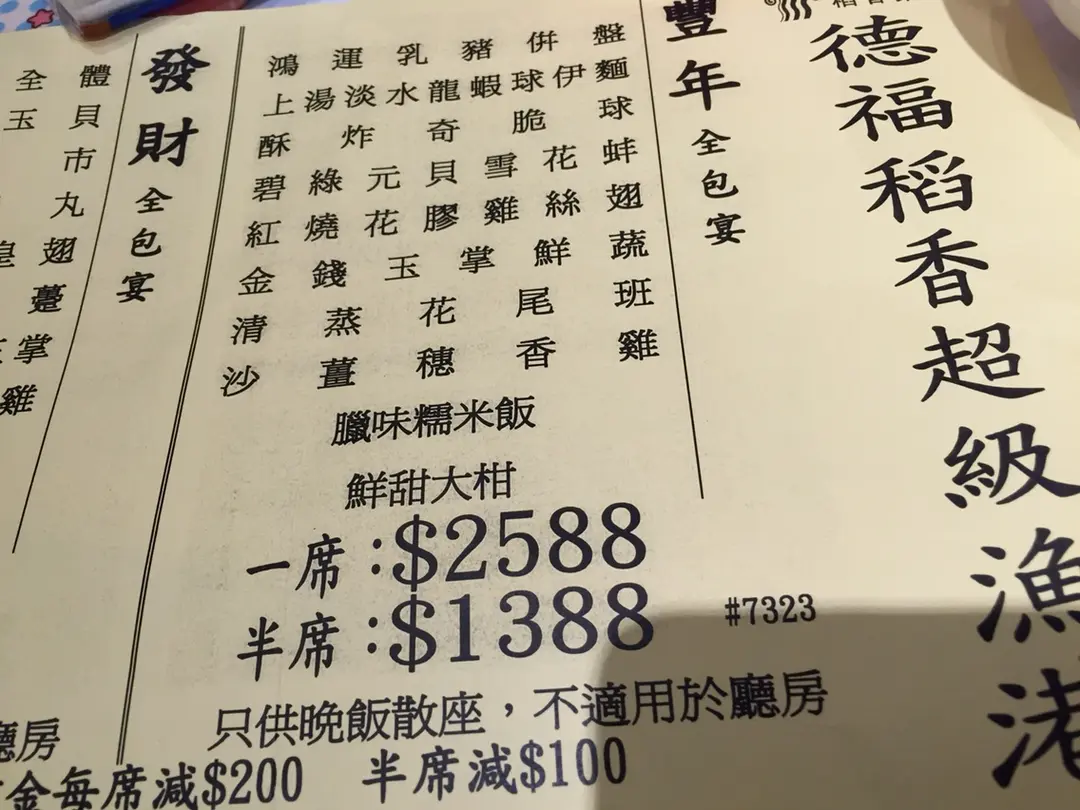 德福稻香超級漁港
豐年全包宴
鴻運乳豬併盤
上湯淡水龍蝦球伊麵
酥炸奇脆球
碧綠元貝雪花蚌
紅燒花膠雞絲翅
金錢玉掌鮮蔬
清蒸花尾班
沙薑穗香雞
臘味糯米飯
鮮甜大柑
一席:$2588
半席:$1388
#7323
只供晚飯散座，不適用於廳房
發財全包宴
全體
玉貝
市
丸
翅
躉
掌
雞
廳房
金每席減$200 半席減$100